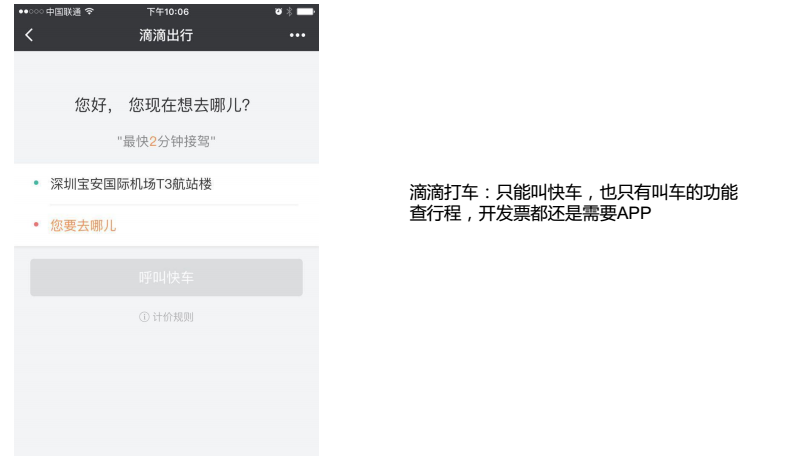 中国联通 下午10:06
滴滴出行
您好， 您现在想去哪儿?
"最快2分钟接驾"
深圳宝安国际机场T3航站楼
您要去哪儿
呼叫快车
计价规则
滴滴打车：只能叫快车，也只有叫车的功能
查行程，开发票都还是需要APP